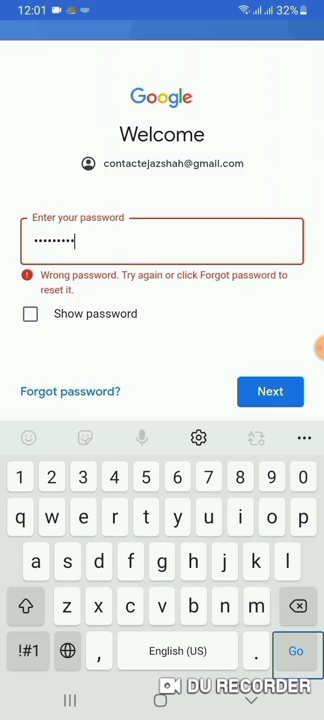 12:01 32%
Google
Welcome
contactejazshah@gmail.com
Enter your password
•••••••••
Wrong password. Try again or click Forgot password to
reset it.
Show password
Forgot password? Next
1 2 3 4 5 6 7 8 9 0
q w e r t y u i o p
a s d f g h j k l
z x c v b n m
!#1 , English (US) . Go
DU RECORDER